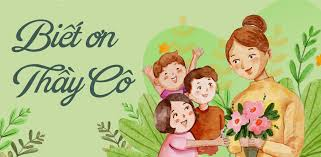 Biết ơn
Thầy Cô